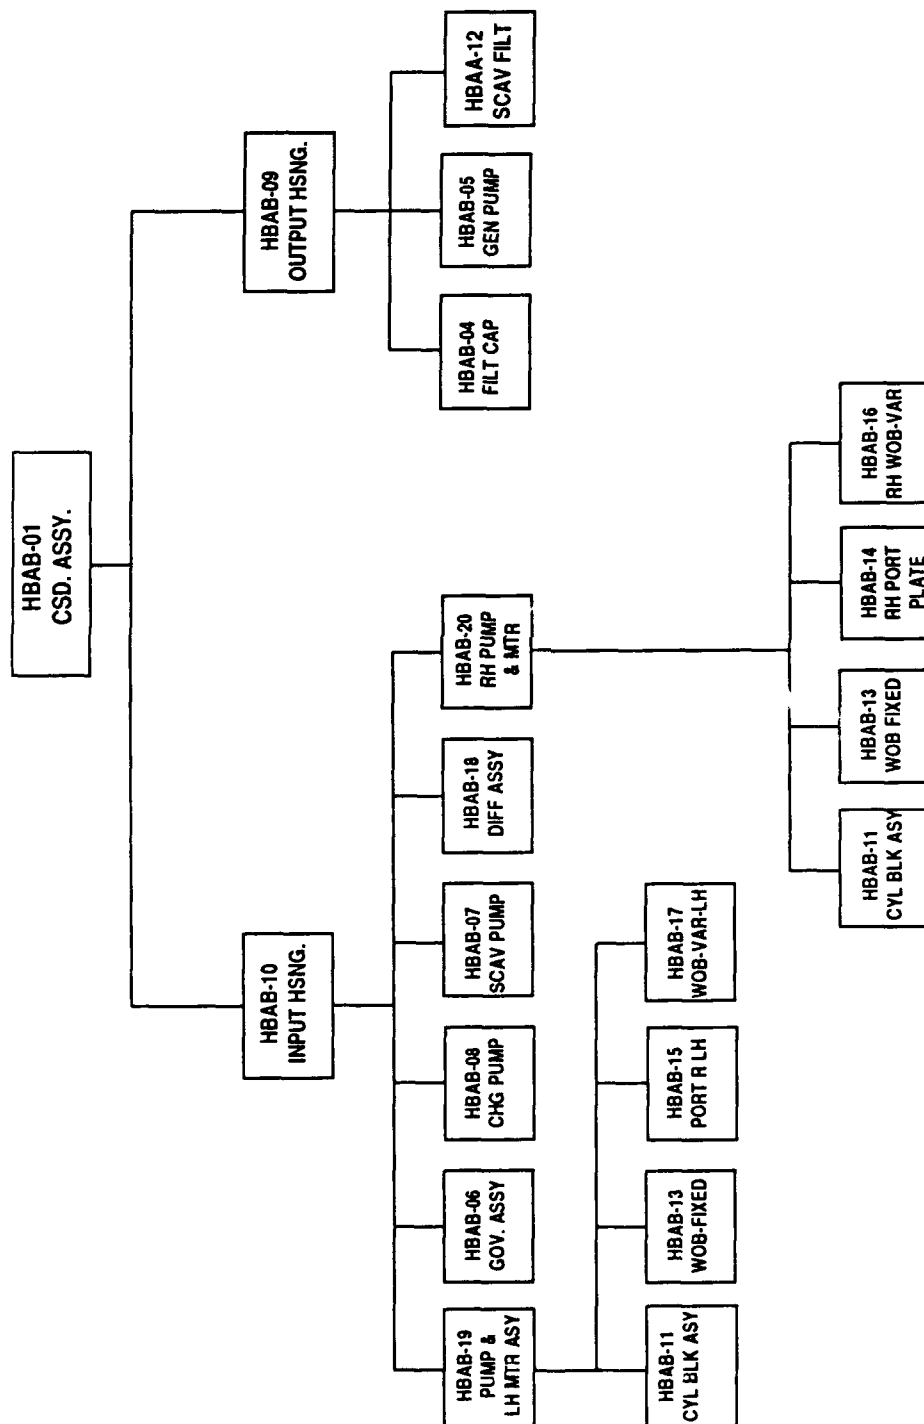 HBAB-01
CSD. ASSY.
HBAB-10
INPUT HSNG.
HBAB-09
OUTPUT HSNG.
HBAB-19
PUMP &
LH MTR ASY
HBAB-06
GOV. ASSY
HBAB-08
CHG PUMP
HBAB-07
SCAV PUMP
HBAB-18
DIFF ASSY
HBAB-20
RH PUMP
& MTR
HBAB-04
FILT CAP
HBAB-05
GEN PUMP
HBAA-12
SCAV FILT
HBAB-11
CYL BLK ASY
HBAB-13
WOB-FIXED
HBAB-15
PORT R LH
HBAB-17
WOB-VAR-LH
HBAB-11
CYL BLK ASY
HBAB-13
WOB FIXED
HBAB-14
RH PORT
PLATE
HBAB-16
RH WOB-VAR